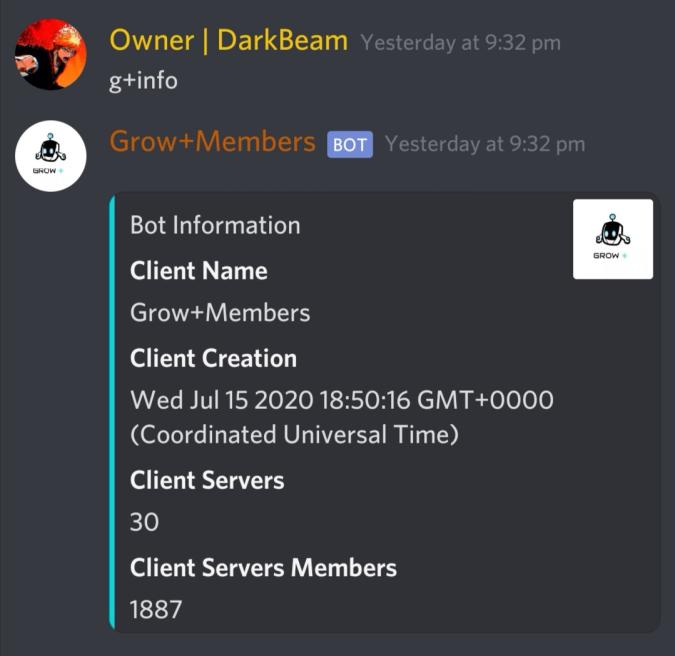 Owner | DarkBeam Yesterday at 9:32 pm
g+info
Grow+Members BOT Yesterday at 9:32 pm
GROW +
Bot Information
GROW +
Client Name
Grow+Members
Client Creation
Wed Jul 15 2020 18:50:16 GMT+0000
(Coordinated Universal Time)
Client Servers
30
Client Servers Members
1887